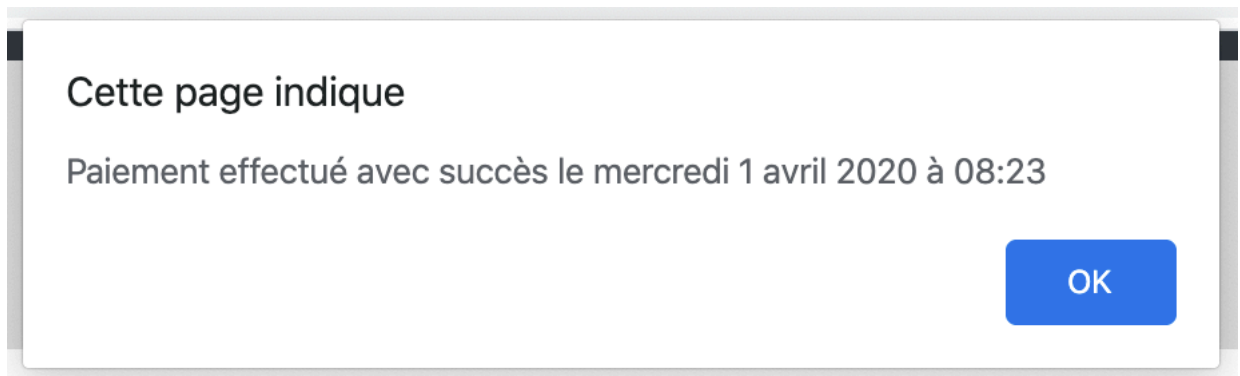 Cette page indique
Paiement effectué avec succès le mercredi 1 avril 2020 à 08:23
OK